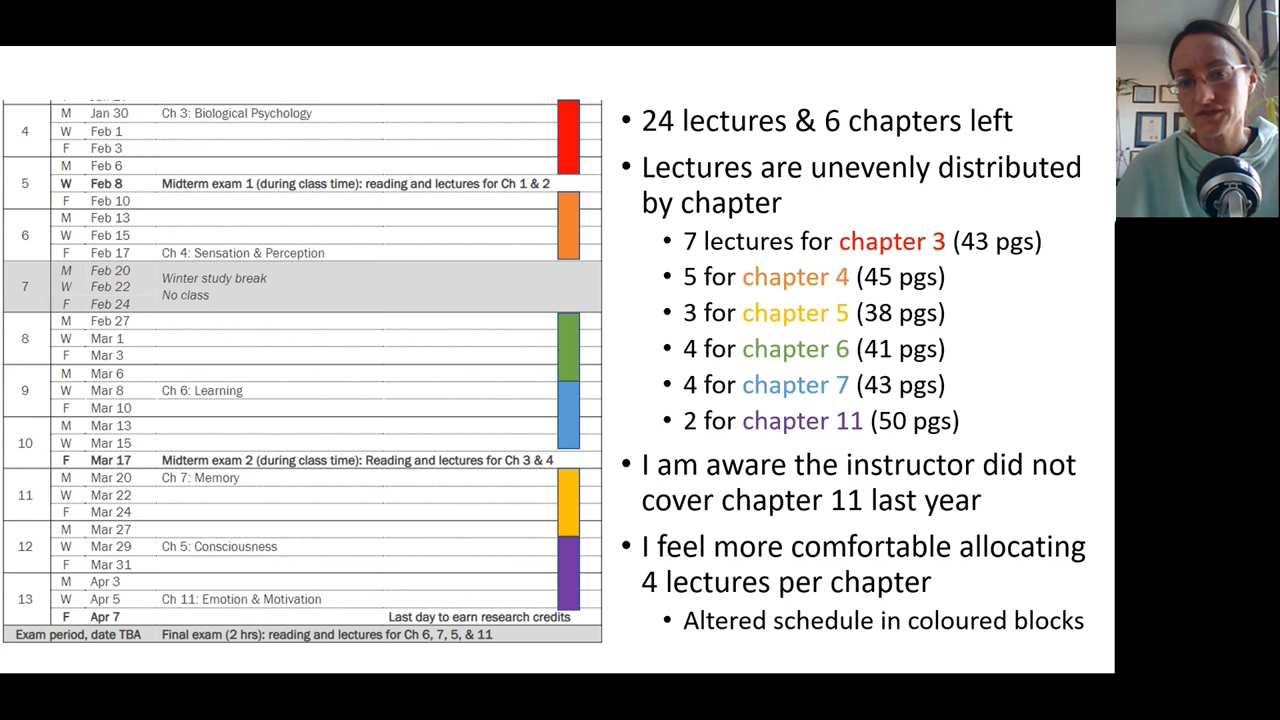 4 M Jan 30 Ch 3: Biological Psychology
W Feb 1
F Feb 3
M Feb 6
5 W Feb 8 Midterm exam 1 (during class time): reading and lectures for Ch 1 & 2
F Feb 10
M Feb 13
6 W Feb 15
F Feb 17 Ch 4: Sensation & Perception
M Feb 20 Winter study break
7 W Feb 22 No class
F Feb 24
M Feb 27
8 W Mar 1
F Mar 3
M Mar 6
9 W Mar 8 Ch 6: Learning
F Mar 10
M Mar 13
10 W Mar 15
F Mar 17 Midterm exam 2 (during class time): Reading and lectures for Ch 3 & 4
M Mar 20 Ch 7: Memory
11 W Mar 22
F Mar 24
M Mar 27
12 W Mar 29 Ch 5: Consciousness
F Mar 31
M Apr 3
13 W Apr 5 Ch 11: Emotion & Motivation
F Apr 7 Last day to earn research credits
Exam period, date TBA Final exam (2 hrs): reading and lectures for Ch 6, 7, 5, & 11
• 24 lectures & 6 chapters left
• Lectures are unevenly distributed
by chapter
• 7 lectures for chapter 3 (43 pgs)
• 5 for chapter 4 (45 pgs)
• 3 for chapter 5 (38 pgs)
• 4 for chapter 6 (41 pgs)
• 4 for chapter 7 (43 pgs)
• 2 for chapter 11 (50 pgs)
• I am aware the instructor did not
cover chapter 11 last year
• I feel more comfortable allocating
4 lectures per chapter
• Altered schedule in coloured blocks